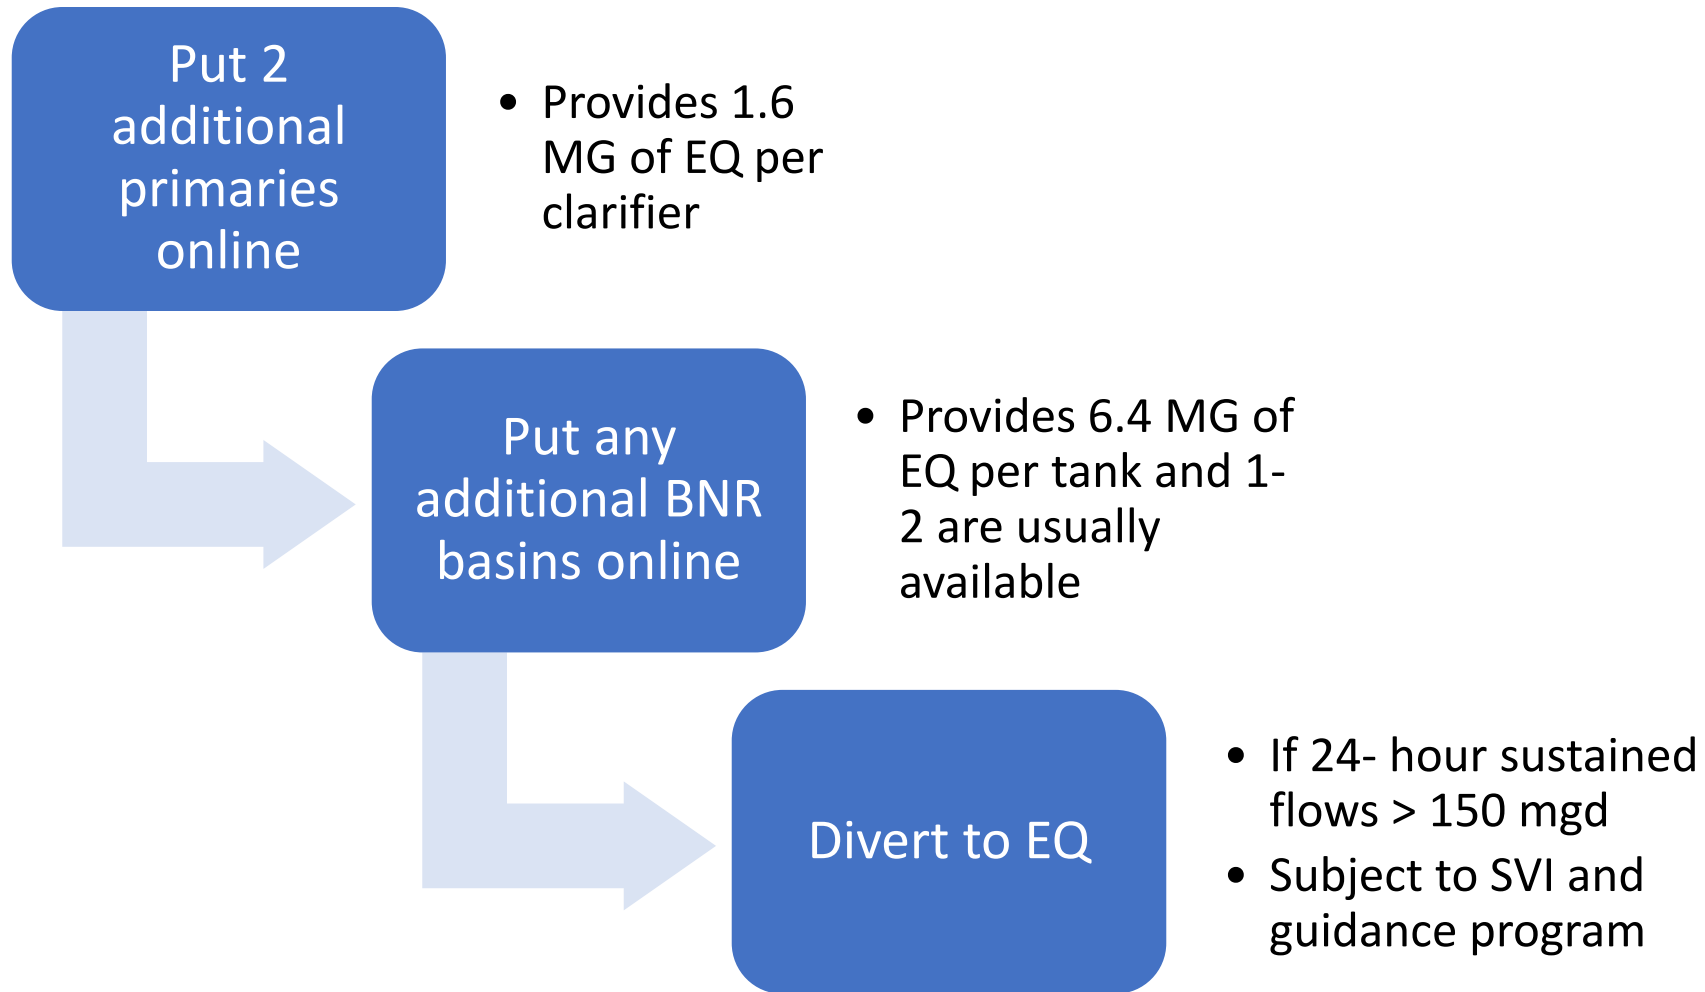 Put 2
additional
primaries
online
• Provides 1.6
MG of EQ per
clarifier
Put any
additional BNR
basins online
• Provides 6.4 MG of
EQ per tank and 1-
2 are usually
available
Divert to EQ
• If 24- hour sustained
flows > 150 mgd
• Subject to SVI and
guidance program